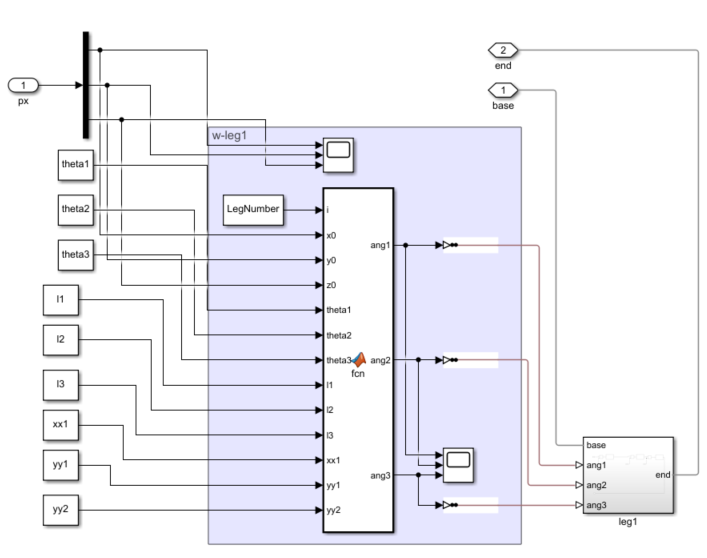 2
end
1
px
1
base
w-leg1
theta1
theta2
theta3
LegNumber
i
x0
y0
z0
theta1
theta2
theta3
l1
l2
l3
xx1
yy1
yy2
fcn
ang1
ang2
ang3
l1
l2
l3
xx1
yy1
yy2
base
ang1
ang2
ang3
end
leg1